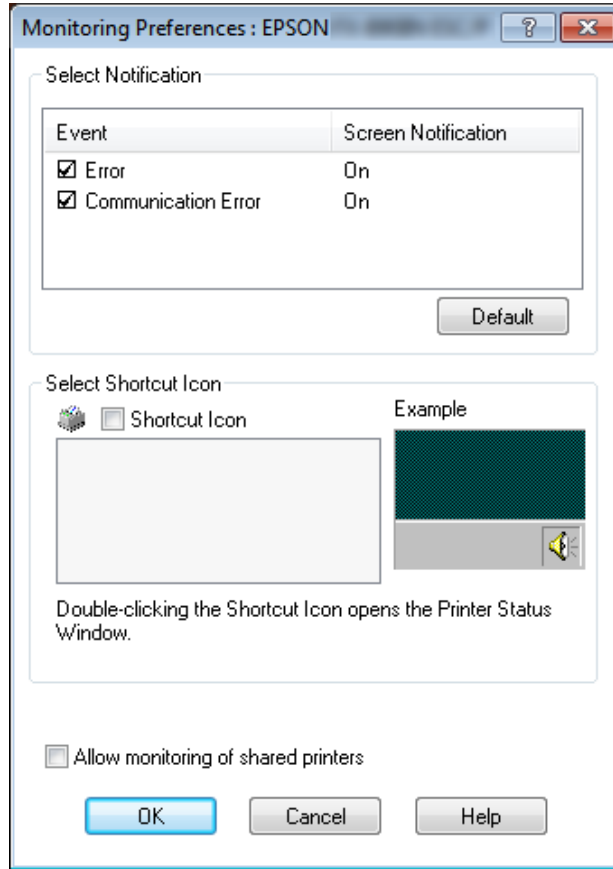 Monitoring Preferences : EPSON
Select Notification
Event Screen Notification
Error On
Communication Error On
Default
Select Shortcut Icon
Shortcut Icon
Example
Double-clicking the Shortcut Icon opens the Printer Status
Window.
Allow monitoring of shared printers
OK Cancel Help